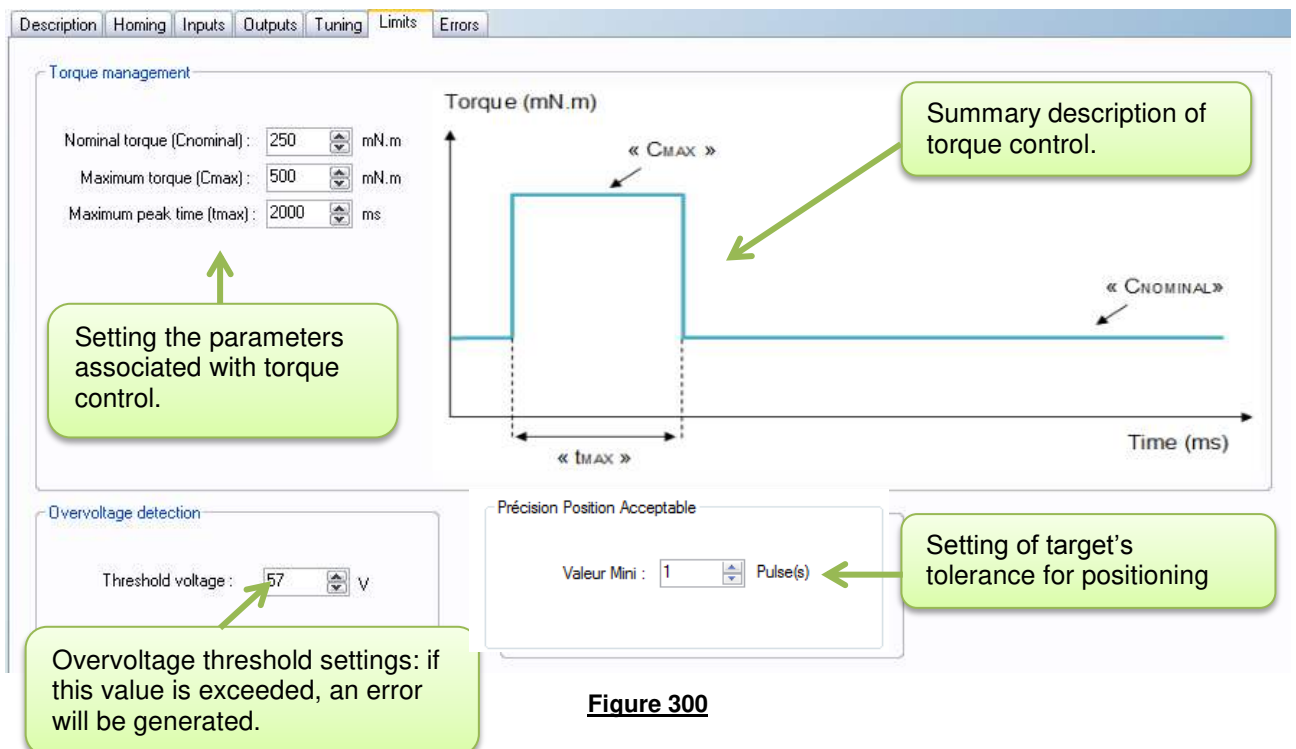 Description Homing Inputs Outputs Tuning Limits Errors
Torque management
Nominal torque (Cnominal) : 250 mN.m
Maximum torque (Cmax) : 500 mN.m
Maximum peak time (tmax) : 2000 ms
Setting the parameters
associated with torque
control.
Torque (mN.m)
« CMAX »
« CNOMINAL»
« tMAX »
Time (ms)
Summary description of
torque control.
Overvoltage detection
Threshold voltage : 57 V
Overvoltage threshold settings: if
this value is exceeded, an error
will be generated.
Précision Position Acceptable
Valeur Mini : 1 Pulse(s)
Setting of target's
tolerance for positioning
Figure 300